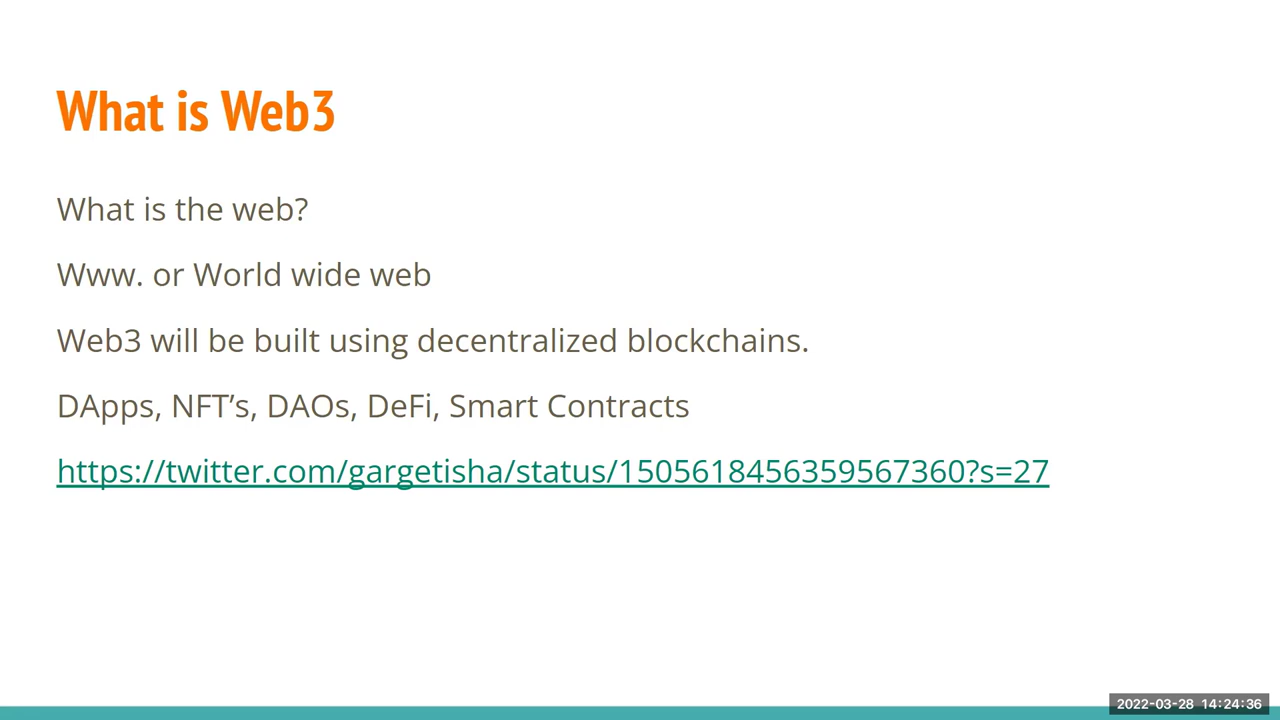 What is Web3
What is the web?
Www. or World wide web
Web3 will be built using decentralized blockchains.
DApps, NFT’s, DAOs, DeFi, Smart Contracts
https://twitter.com/gargetisha/status/1505618456359567360?s=27
2022-03-28 14:24:36